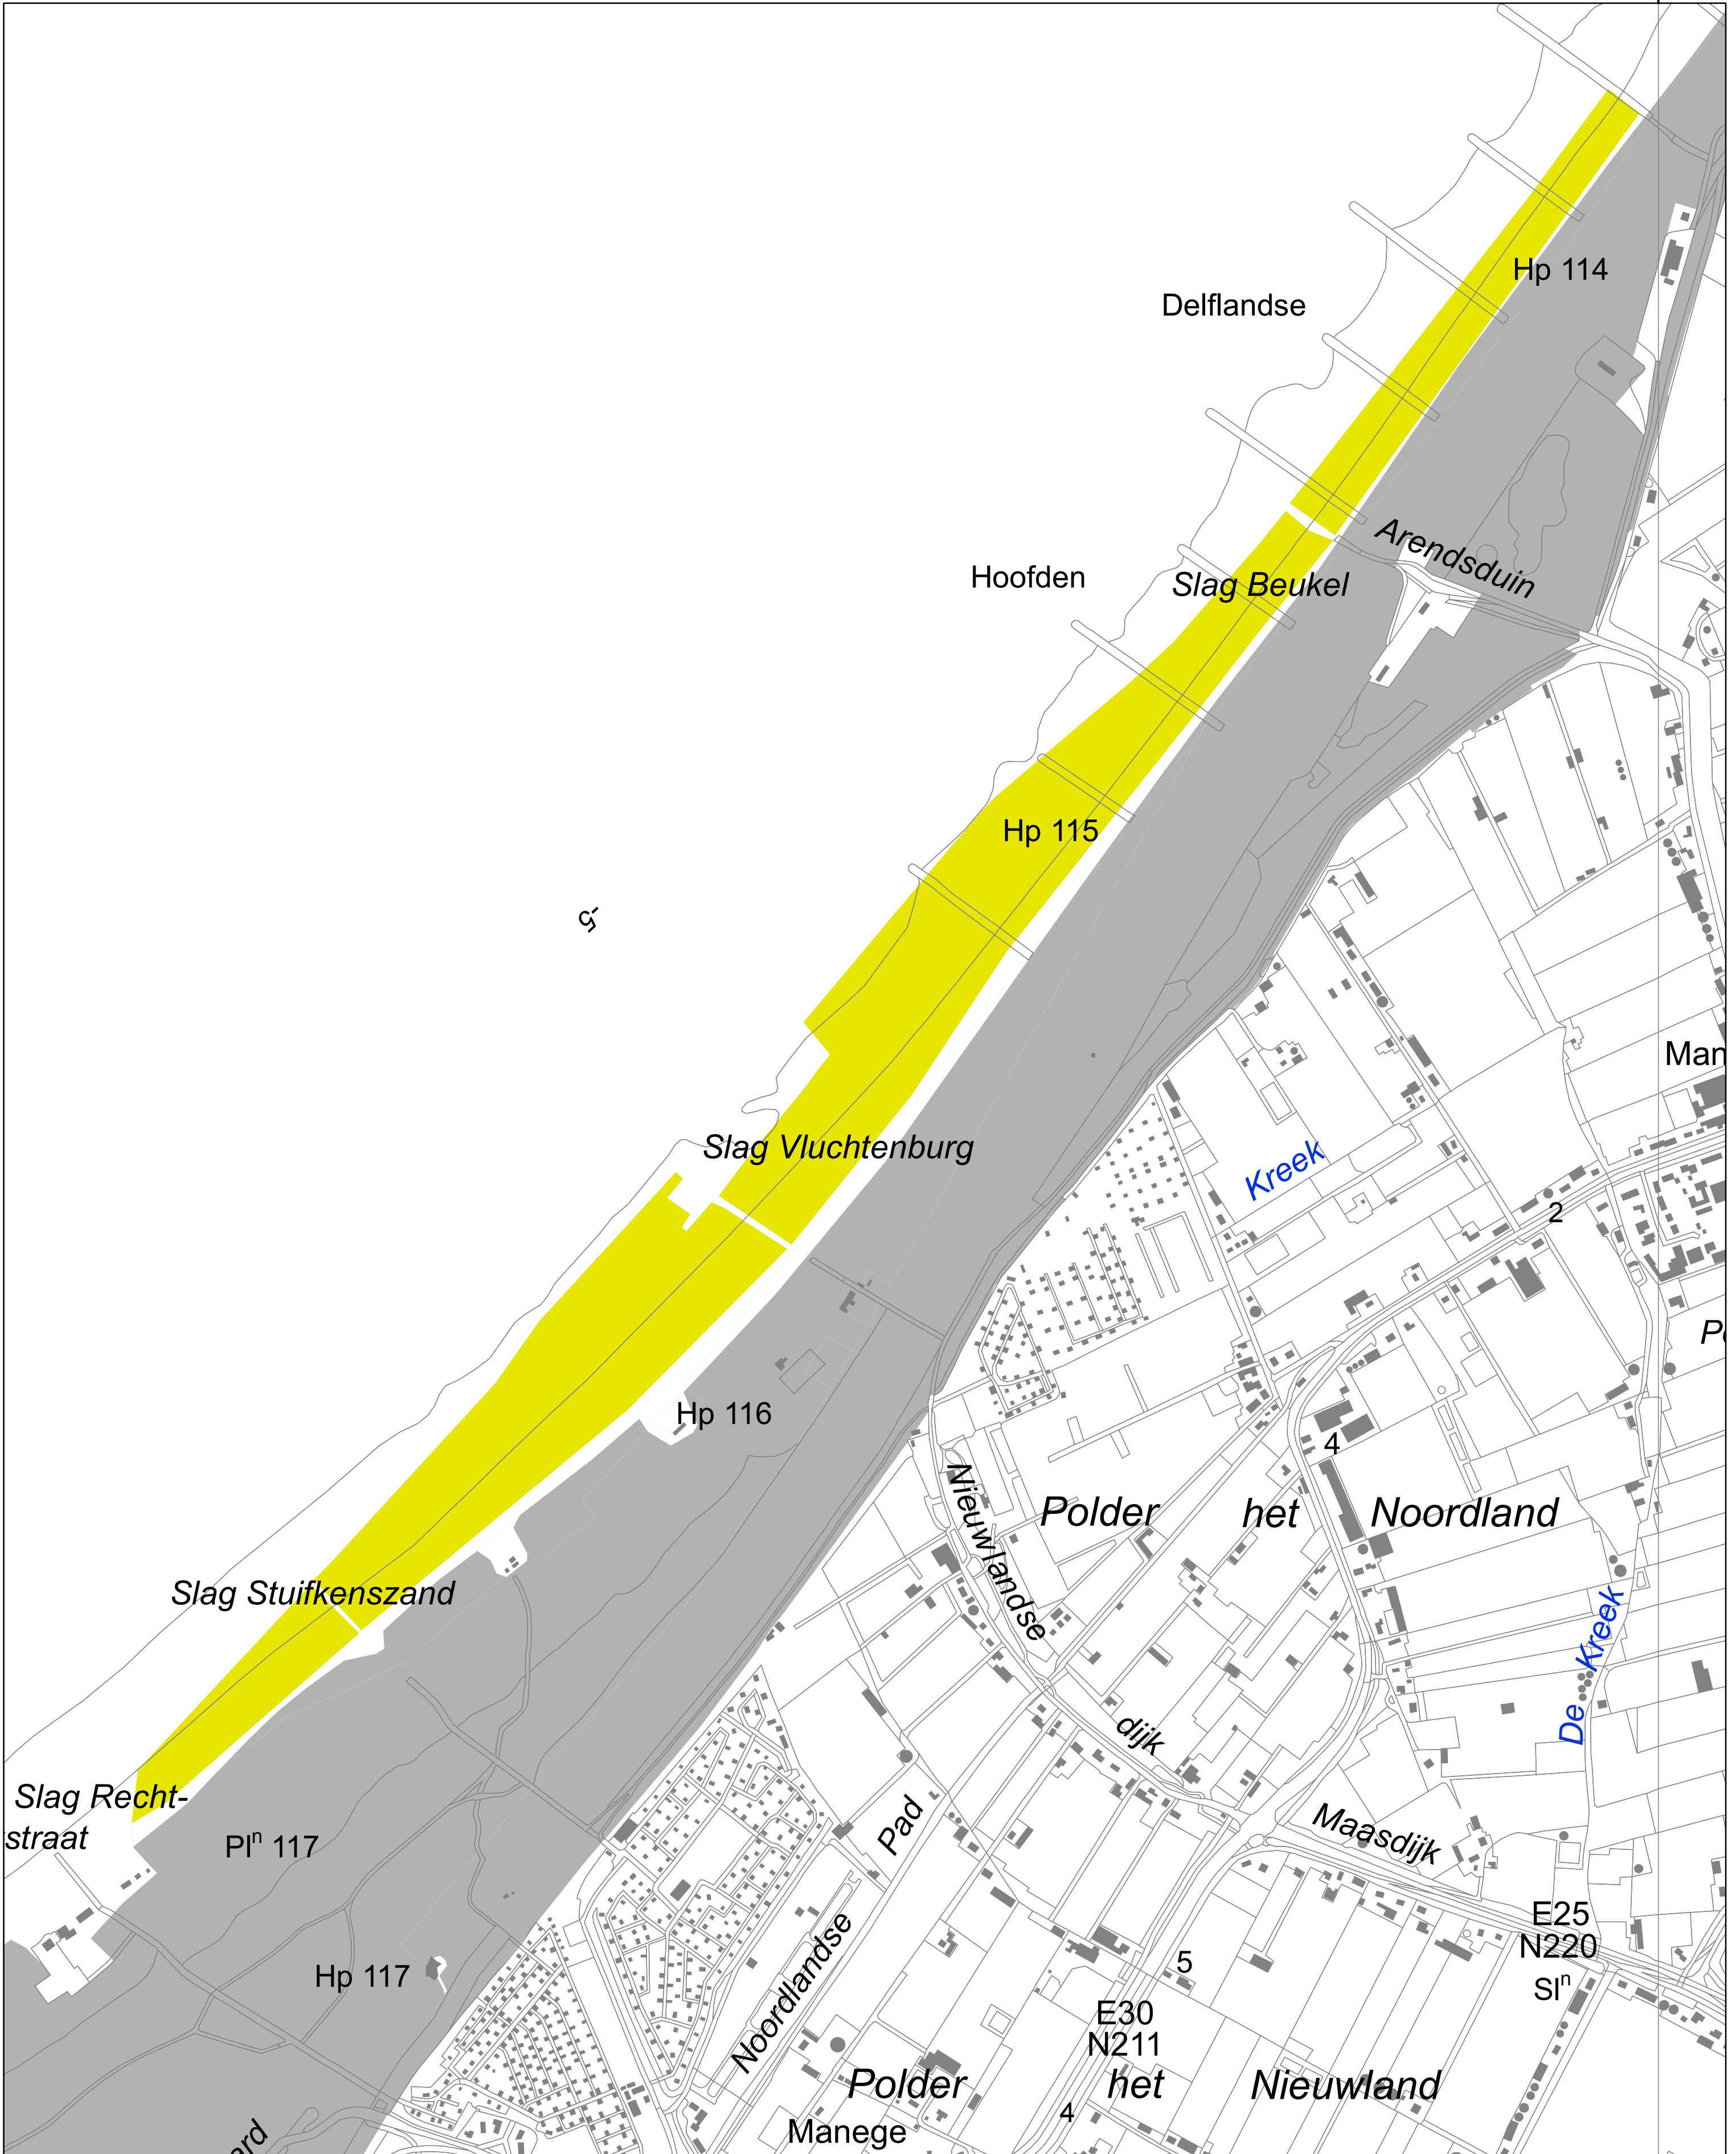 Hp 114
Delflandse
Arendsduin
Hoofden
Slag Beukel
Hp 115
-5
Man
Slag Vluchtenburg
Kreek
2
Hp 116
4
Nieuwlandse
Polder het Noordland
Slag Stuifkenszand
De Kreek
dijk
Slag Recht-
straat
Pln 117
Pad
Maasdijk
E25
N220
Sln
Hp 117
5
Noordlandse
E30
N211
Polder het Nieuwland
4
Manege